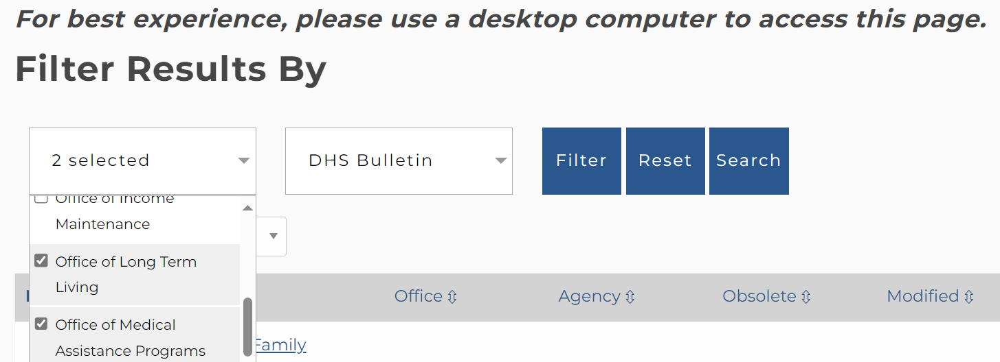 For best experience, please use a desktop computer to access this page.
Filter Results By
2 selected
DHS Bulletin
Filter
Reset
Search
Office of Income
Maintenance
Office of Long Term
Living
Office of Medical
Assistance Programs
Office ⇳
Agency ⇳
Obsolete ⇳
Modified ⇳
Family